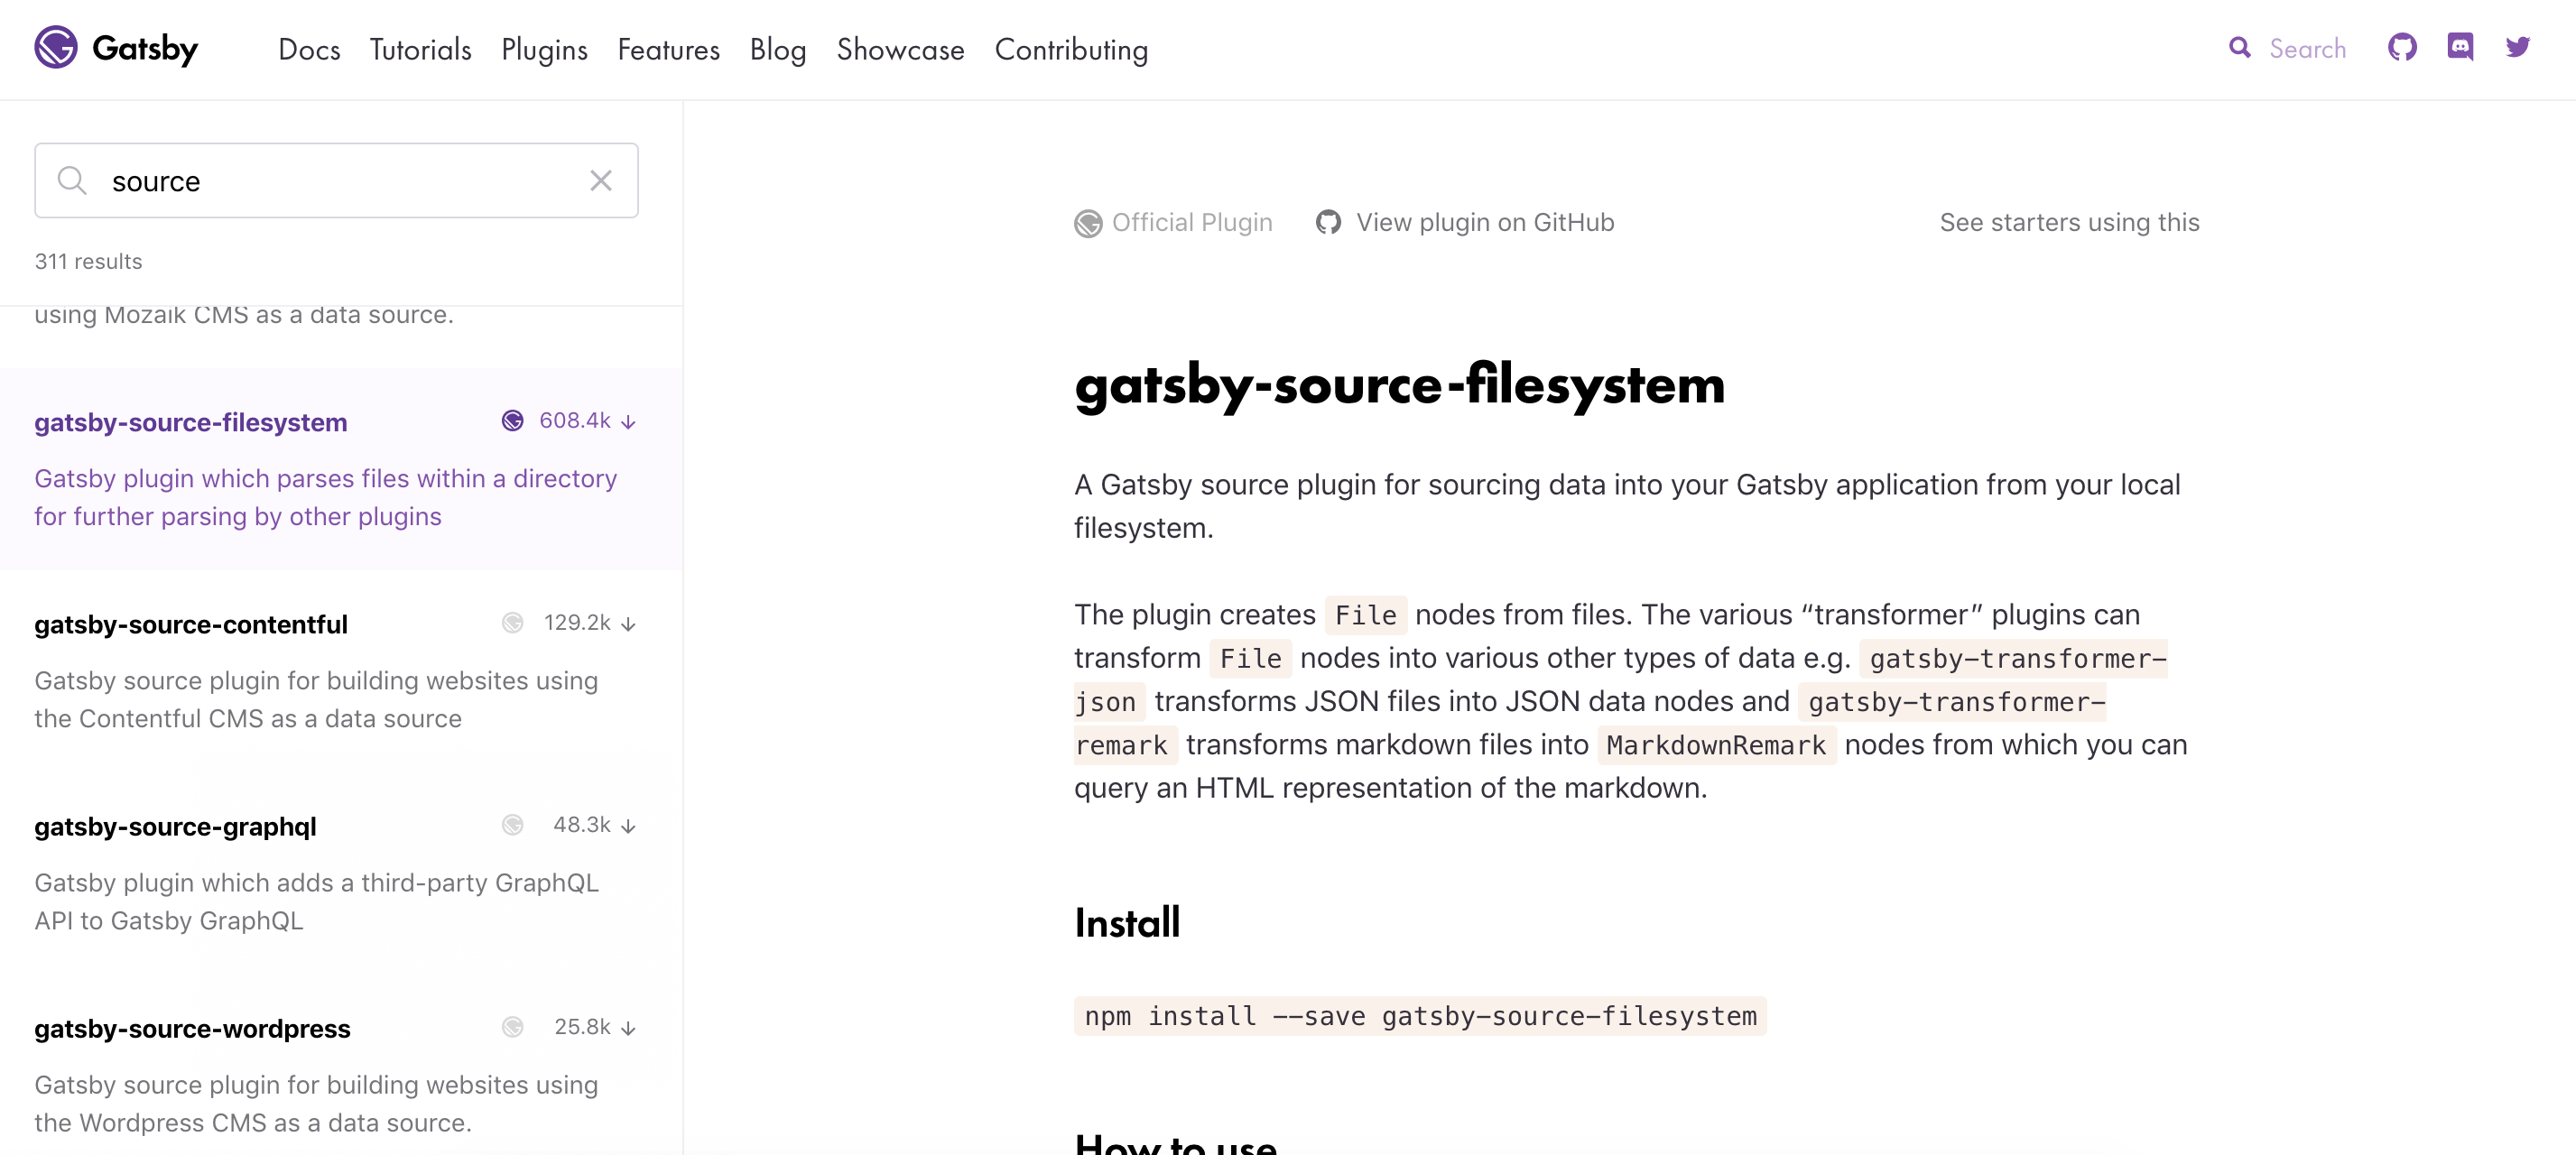 Gatsby
Docs Tutorials Plugins Features Blog Showcase Contributing
Search
source
311 results
using Mozaik CMS as a data source.
gatsby-source-filesystem 608.4k ↓
Gatsby plugin which parses files within a directory
for further parsing by other plugins
gatsby-source-contentful 129.2k ↓
Gatsby source plugin for building websites using
the Contentful CMS as a data source
gatsby-source-graphql 48.3k ↓
Gatsby plugin which adds a third-party GraphQL
API to Gatsby GraphQL
gatsby-source-wordpress 25.8k ↓
Gatsby source plugin for building websites using
the Wordpress CMS as a data source.
Official Plugin View plugin on GitHub See starters using this
gatsby-source-filesystem
A Gatsby source plugin for sourcing data into your Gatsby application from your local
filesystem.
The plugin creates File nodes from files. The various “transformer” plugins can
transform File nodes into various other types of data e.g. gatsby-transformer-
json transforms JSON files into JSON data nodes and gatsby-transformer-
remark transforms markdown files into MarkdownRemark nodes from which you can
query an HTML representation of the markdown.
Install
npm install --save gatsby-source-filesystem
How to use